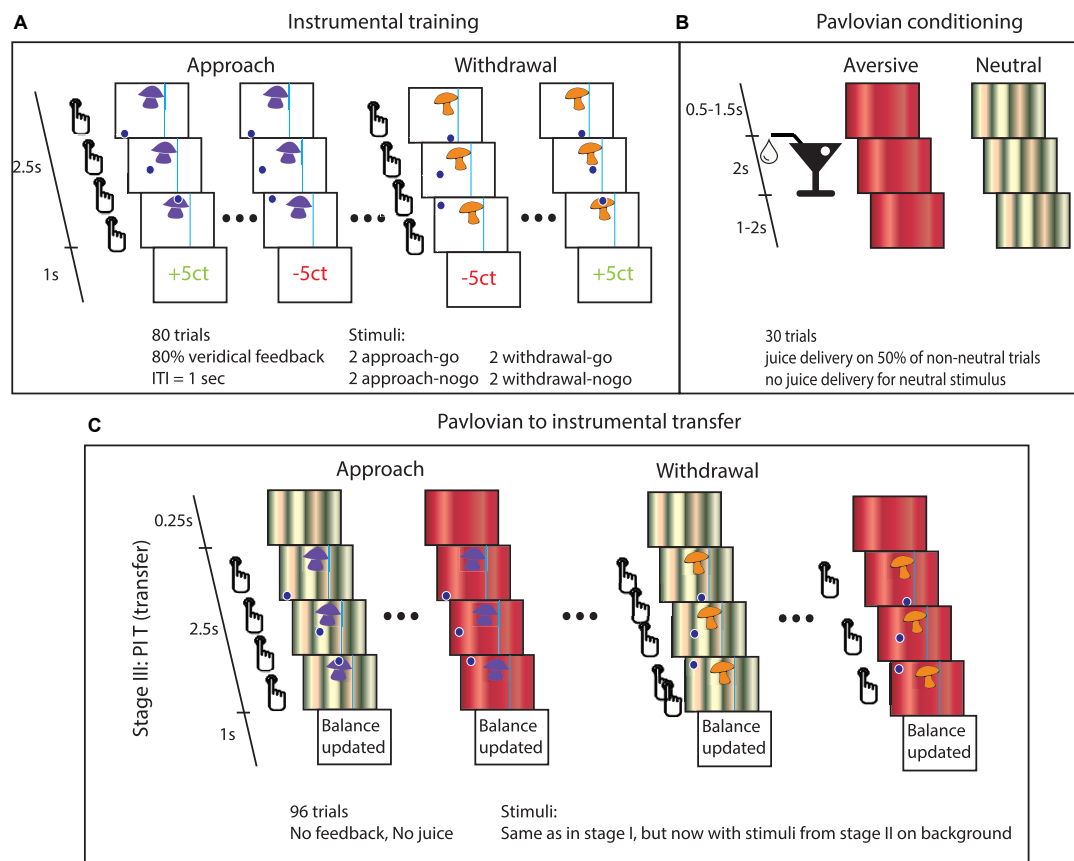 A
Instrumental training
Approach
Withdrawal
2.5s
1s
+5ct
-5ct
-5ct
+5ct
80 trials
80% veridical feedback
ITI = 1 sec
Stimuli:
2 approach-go 2 withdrawal-go
2 approach-nogo 2 withdrawal-nogo
B
Pavlovian conditioning
Aversive
Neutral
0.5-1.5s
2s
1-2s
30 trials
juice delivery on 50% of non-neutral trials
no juice delivery for neutral stimulus
C
Pavlovian to instrumental transfer
Approach
Withdrawal
Stage III: PI T (transfer)
0.25s
2.5s
1s
Balance
updated
Balance
updated
Balance
updated
Balance
updated
96 trials
No feedback, No juice
Stimuli:
Same as in stage I, but now with stimuli from stage II on background